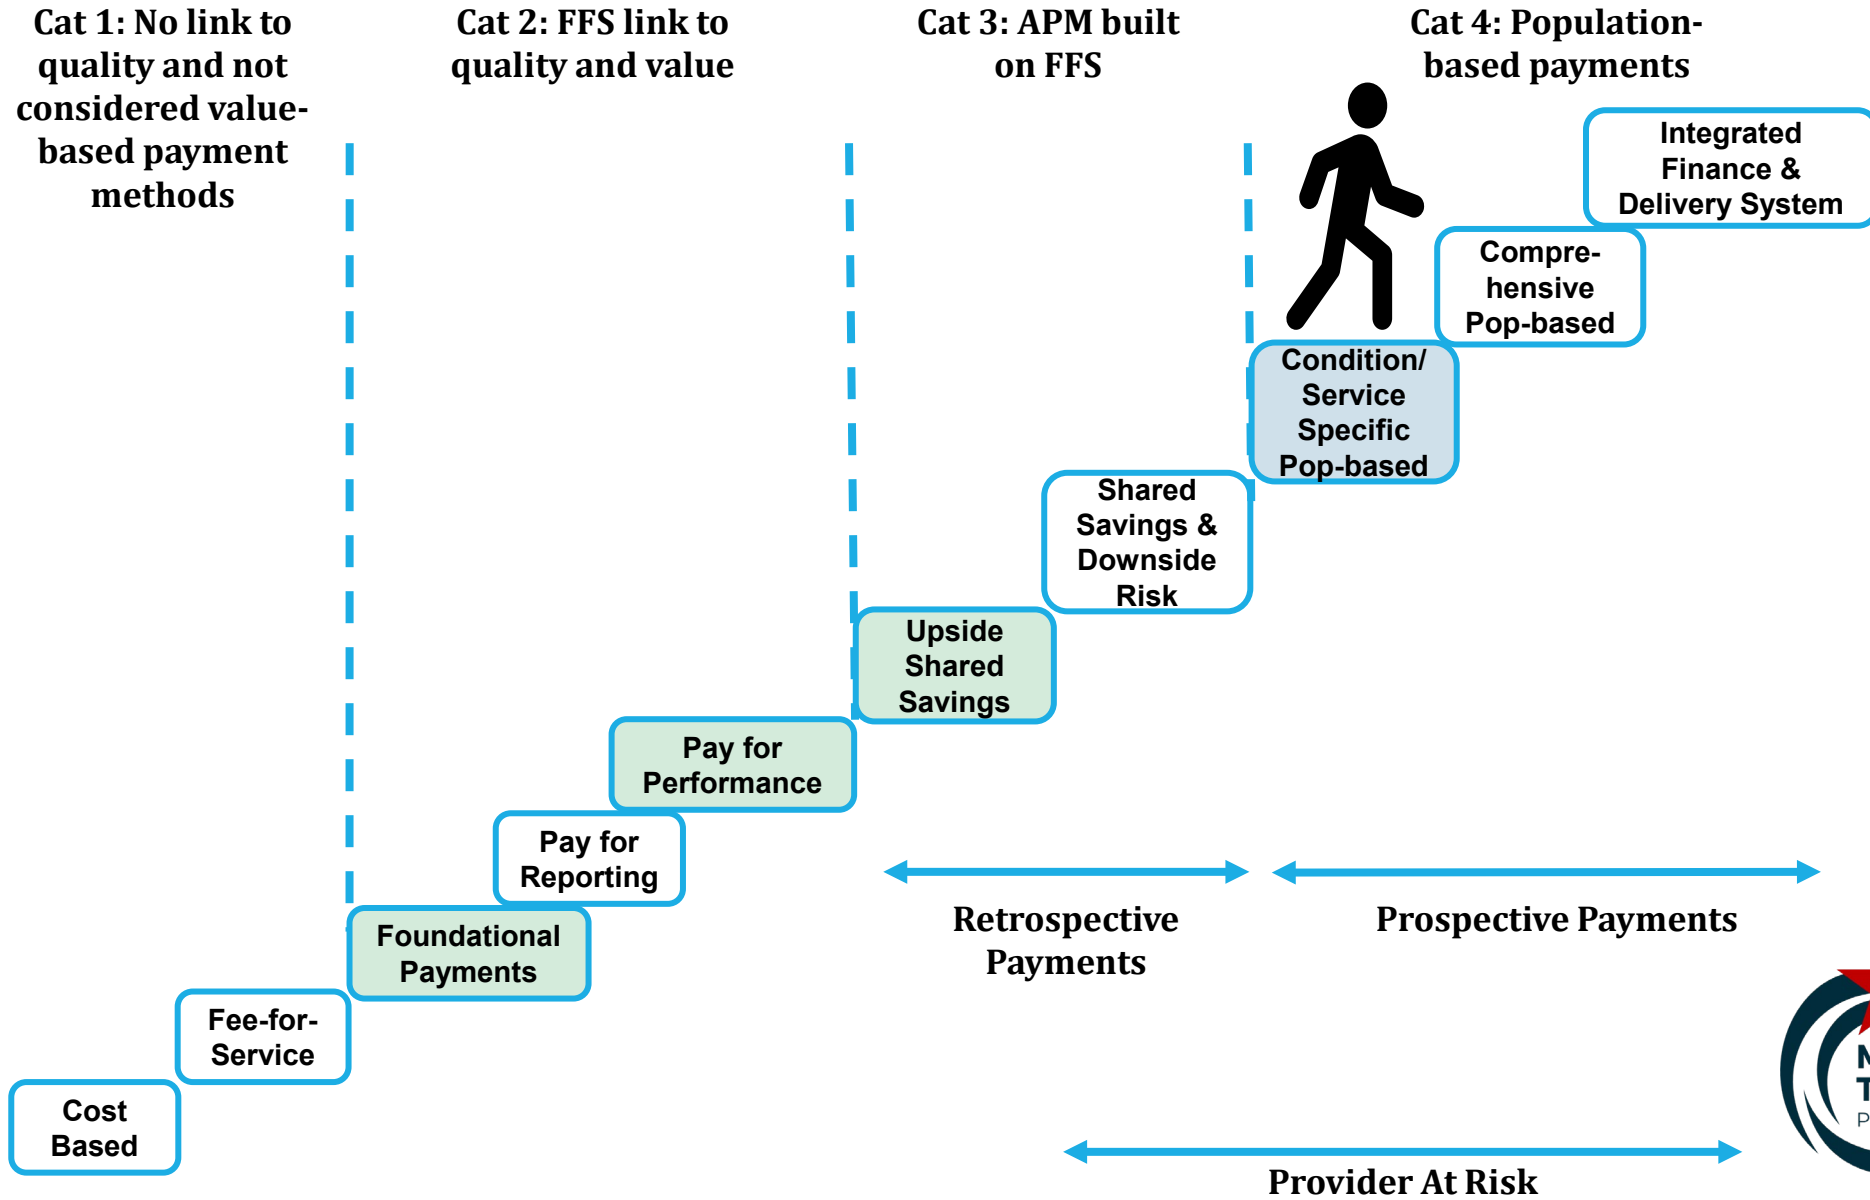 Cat 1: No link to
quality and not
considered value-
based payment
methods
Cat 2: FFS link to
quality and value
Cat 3: APM built
on FFS
Cat 4: Population-
based payments
Integrated
Finance &
Delivery System
Compre-
hensive
Pop-based
Condition/
Service
Specific
Pop-based
Shared
Savings &
Downside
Risk
Upside
Shared
Savings
Pay for
Performance
Pay for
Reporting
Foundational
Payments
Fee-for-
Service
Cost
Based
Retrospective
Payments
Prospective Payments
Provider At Risk